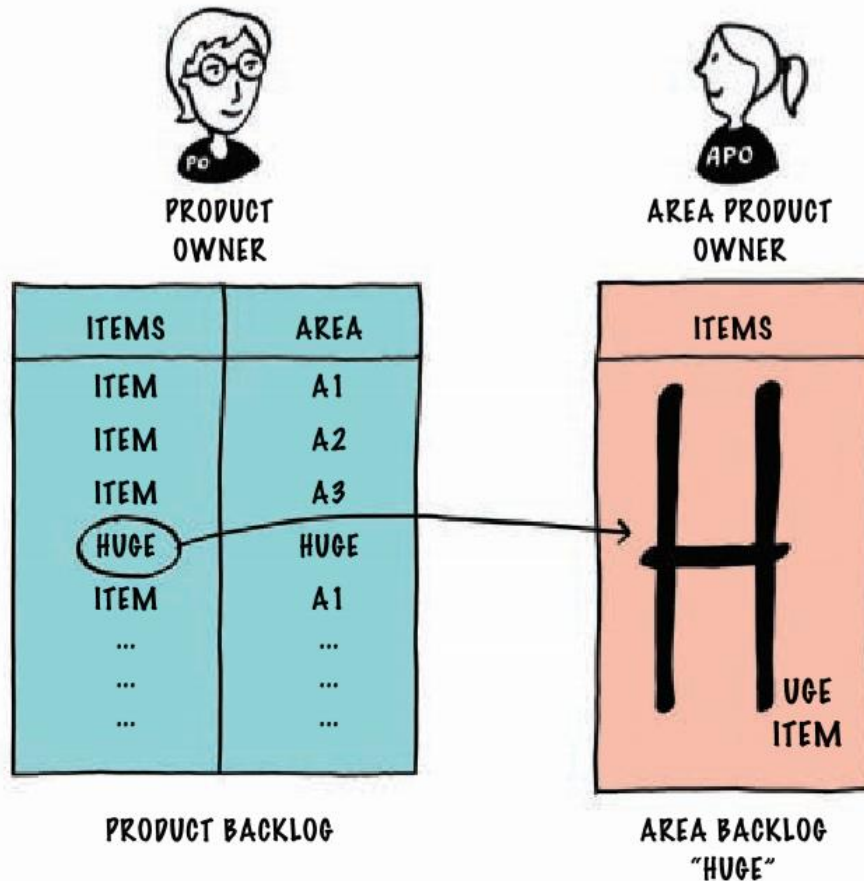 PO
PRODUCT
OWNER
APO
AREA PRODUCT
OWNER
ITEMS AREA
ITEM A1
ITEM A2
ITEM A3
HUGE HUGE
ITEM A1
... ...
... ...
... ...
PRODUCT BACKLOG
ITEMS
HUGE
ITEM
AREA BACKLOG
"HUGE"